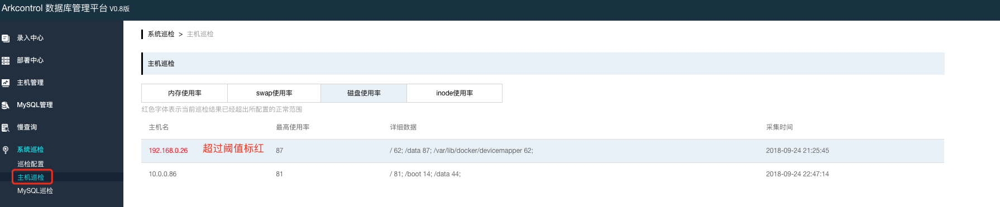 Arkcontrol 数据库管理平台 V0.8版
录入中心
部署中心
主机管理
MySQL管理
慢查询
系统巡检
巡检配置
主机巡检
MySQL巡检
系统巡检 > 主机巡检
主机巡检
内存使用率 swap使用率 磁盘使用率 inode使用率
红色字体表示当前巡检结果已经超出所配置的正常范围
主机名 最高使用率 详细数据 采集时间
192.168.0.26 超过阈值标红 87 / 62; /data 87; /var/lib/docker/devicemapper 62; 2018-09-24 21:25:45
10.0.0.86 81 / 81; /boot 14; /data 44; 2018-09-24 22:47:14